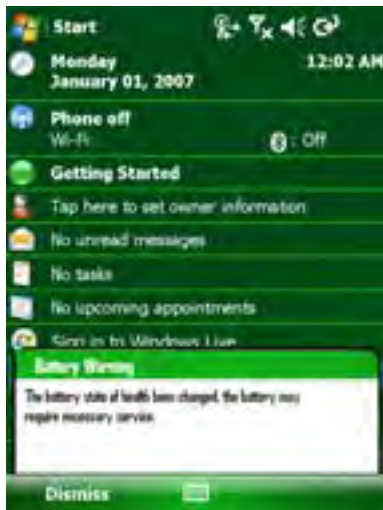 Start
Monday
12:02 AM
January 01, 2007
Phone off
Wi-Fi
: Off
Getting Started
Tap here to set owner information
No unread messages
No tasks
No upcoming appointments
Sign in to Windows Live
Battery Warning
The battery state of health been changed, the battery may
require necessary service.
Dismiss